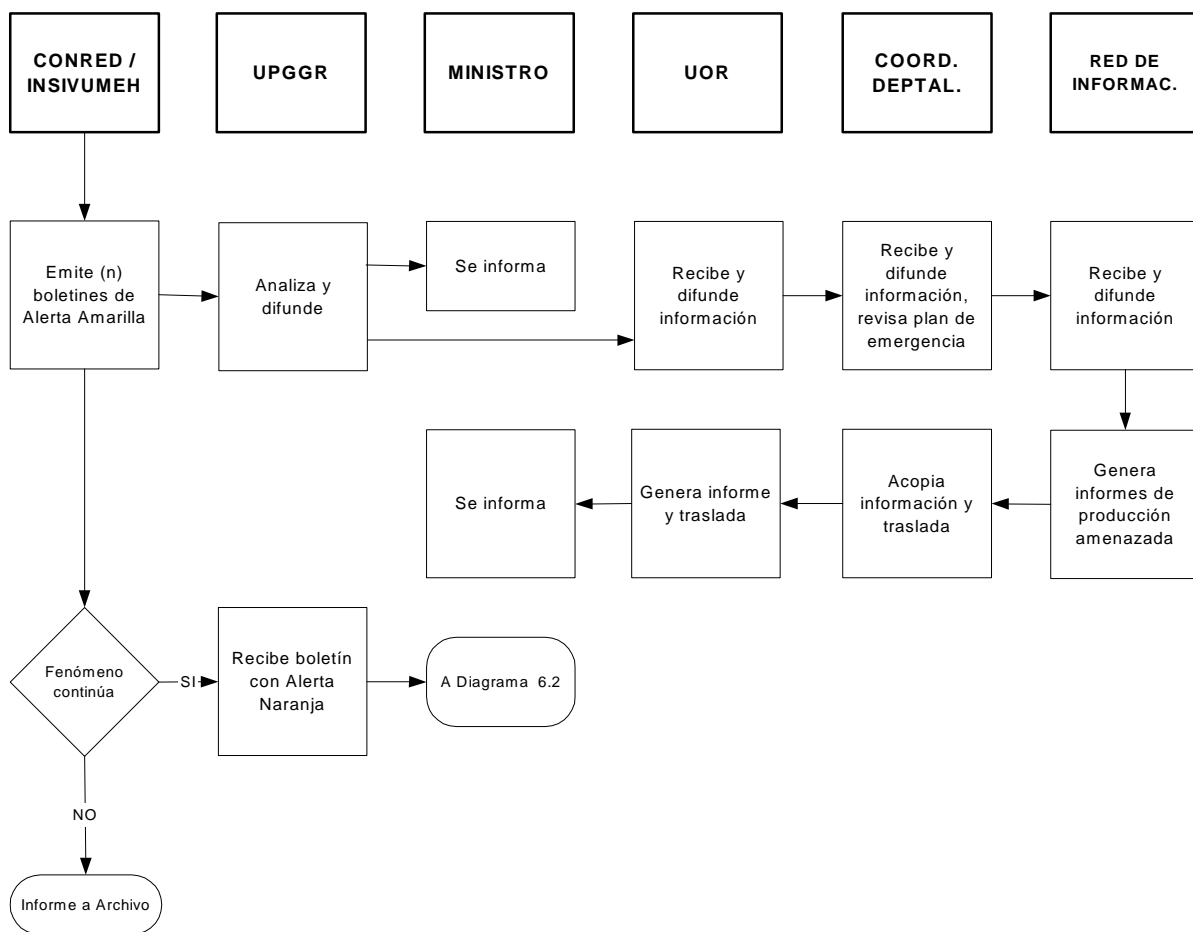 CONRED /
INSIVUMEH
UPGGR
MINISTRO
UOR
COORD.
DEPTAL.
RED DE
INFORMAC.
Emite (n)
boletines de
Alerta Amarilla
Analiza y
difunde
Se informa
Recibe y
difunde
información
Recibe y
difunde
información,
revisa plan de
emergencia
Recibe y
difunde
información
Se informa
Genera informe
y traslada
Acopia
información y
traslada
Genera
informes de
producción
amenazada
Fenómeno
continúa
SI
Recibe boletín
con Alerta
Naranja
A Diagrama 6.2
NO
Informe a Archivo